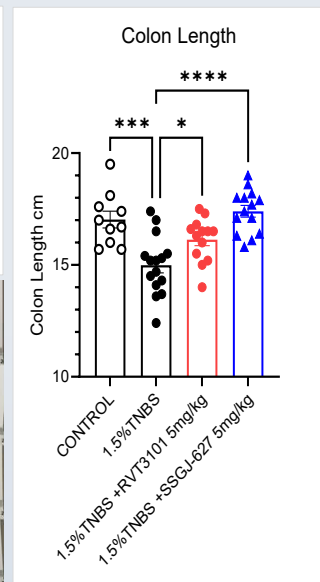 Colon Length
****
*** *
Colon Length cm
20
15
10
CONTROL
1.5%TNBS
1.5%TNBS +RVT3101 5mg/kg
1.5%TNBS +SSGJ-627 5mg/kg